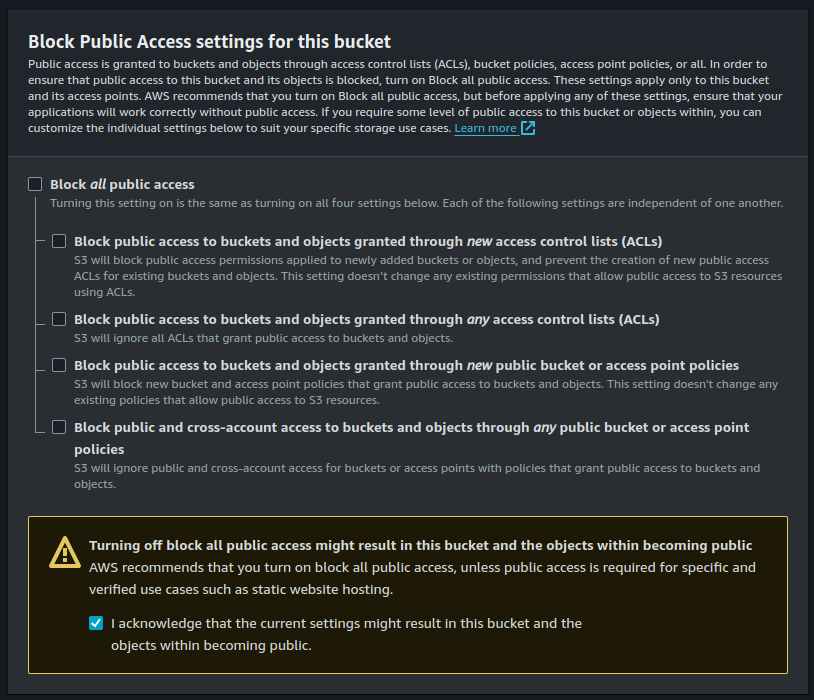 Block Public Access settings for this bucket
Public access is granted to buckets and objects through access control lists (ACLs), bucket policies, access point policies, or all. In order to
ensure that public access to this bucket and its objects is blocked, turn on Block all public access. These settings apply only to this bucket
and its access points. AWS recommends that you turn on Block all public access, but before applying any of these settings, ensure that your
applications will work correctly without public access. If you require some level of public access to this bucket or objects within, you can
customize the individual settings below to suit your specific storage use cases. Learn more
Block all public access
Turning this setting on is the same as turning on all four settings below. Each of the following settings are independent of one another.
Block public access to buckets and objects granted through new access control lists (ACLs)
S3 will block public access permissions applied to newly added buckets or objects, and prevent the creation of new public access
ACLs for existing buckets and objects. This setting doesn't change any existing permissions that allow public access to S3 resources
using ACLs.
Block public access to buckets and objects granted through any access control lists (ACLs)
S3 will ignore all ACLs that grant public access to buckets and objects.
Block public access to buckets and objects granted through new public bucket or access point policies
S3 will block new bucket and access point policies that grant public access to buckets and objects. This setting doesn't change any
existing policies that allow public access to S3 resources.
Block public and cross-account access to buckets and objects through any public bucket or access point
policies
S3 will ignore public and cross-account access for buckets or access points with policies that grant public access to buckets and
objects.
Turning off block all public access might result in this bucket and the objects within becoming public
AWS recommends that you turn on block all public access, unless public access is required for specific and
verified use cases such as static website hosting.
I acknowledge that the current settings might result in this bucket and the
objects within becoming public.